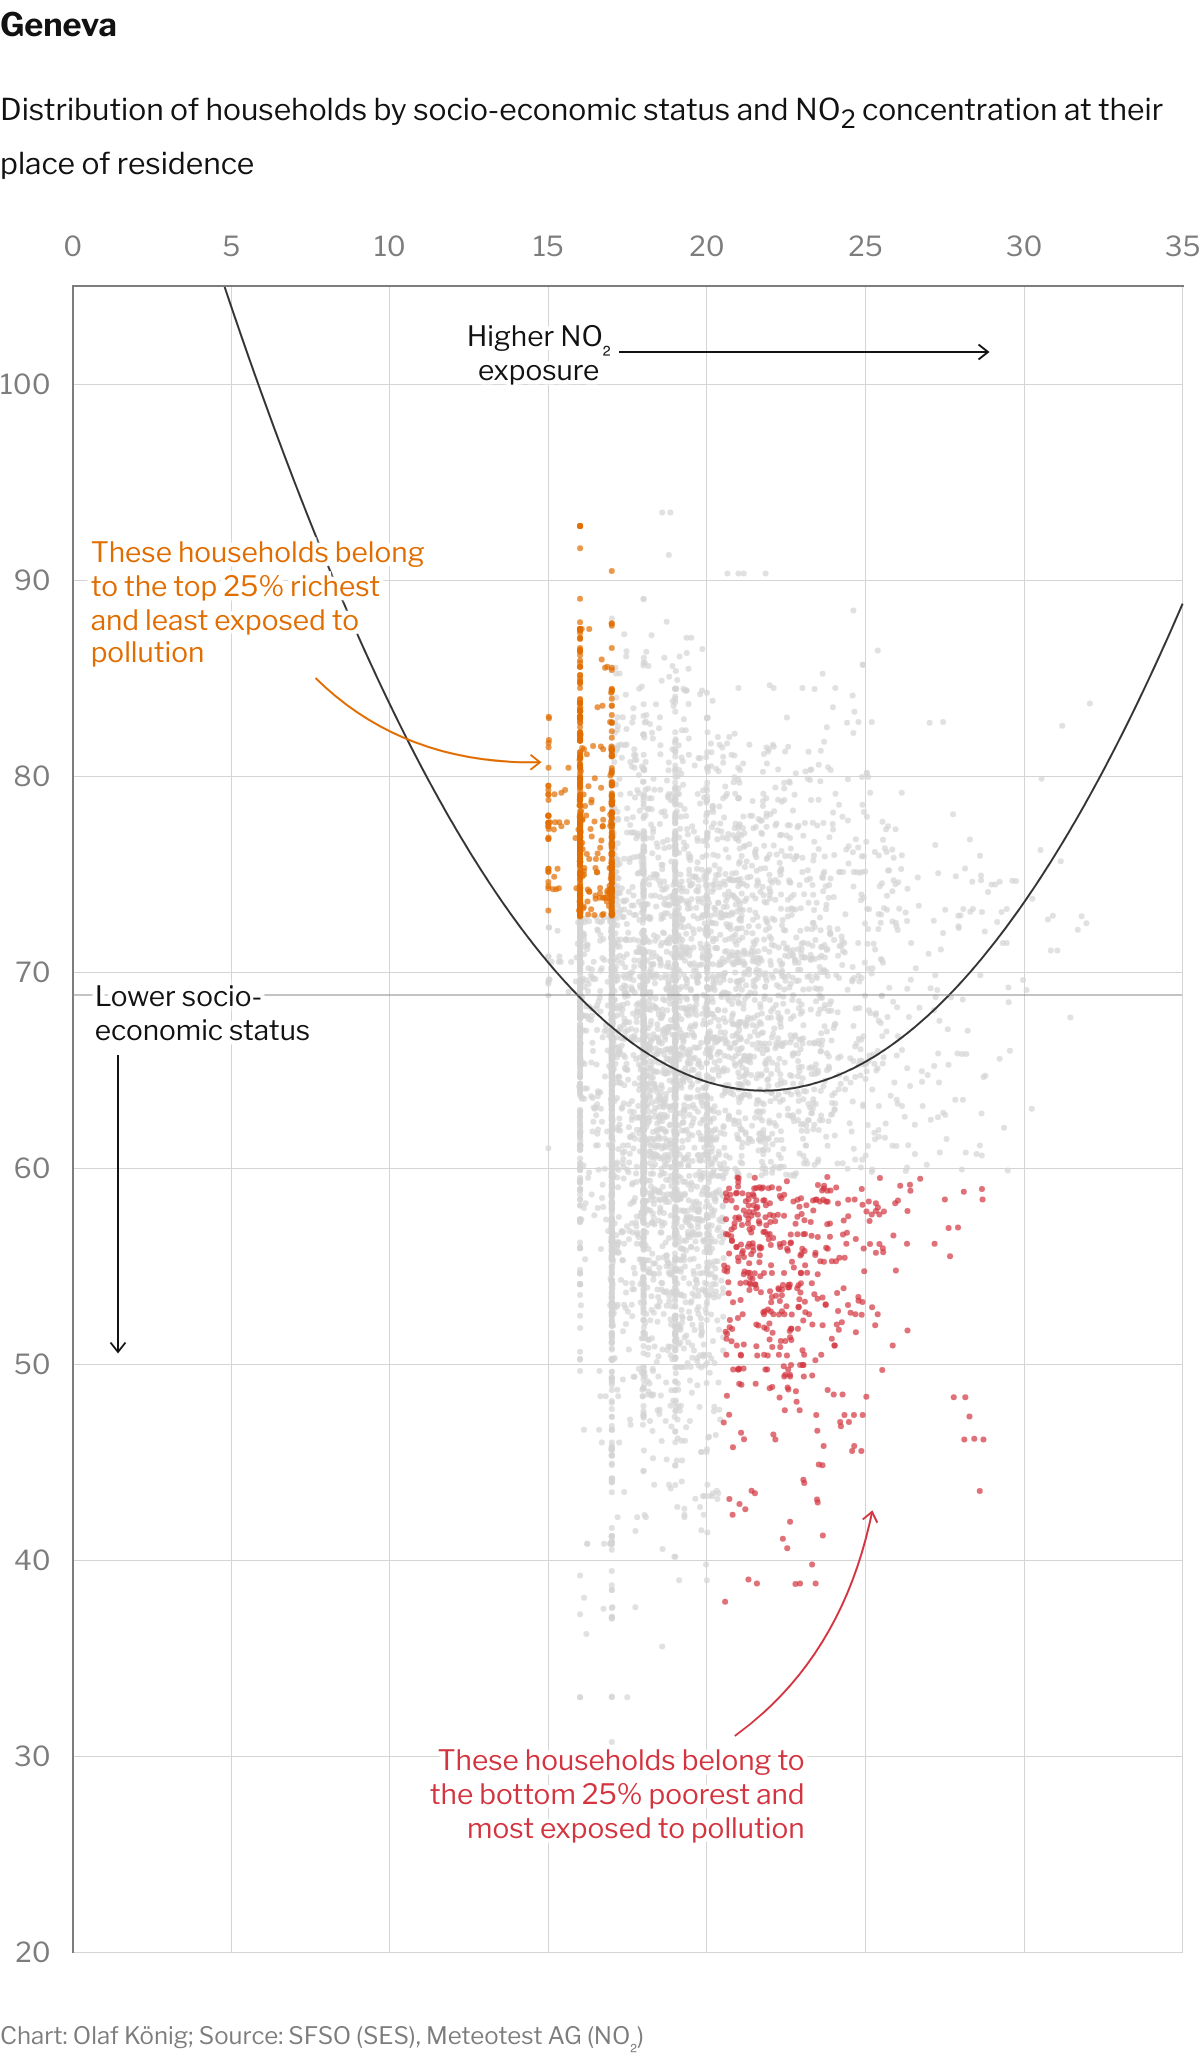 Geneva
Distribution of households by socio-economic status and NO₂ concentration at their
place of residence
0 5 10 15 20 25 30 35
Higher NO₂
exposure
100
These households belong
to the top 25% richest
and least exposed to
pollution
90
80
70
Lower socio-
economic status
60
50
40
30
These households belong to
the bottom 25% poorest and
most exposed to pollution
20
Chart: Olaf König; Source: SFSO (SES), Meteotest AG (NO₂)